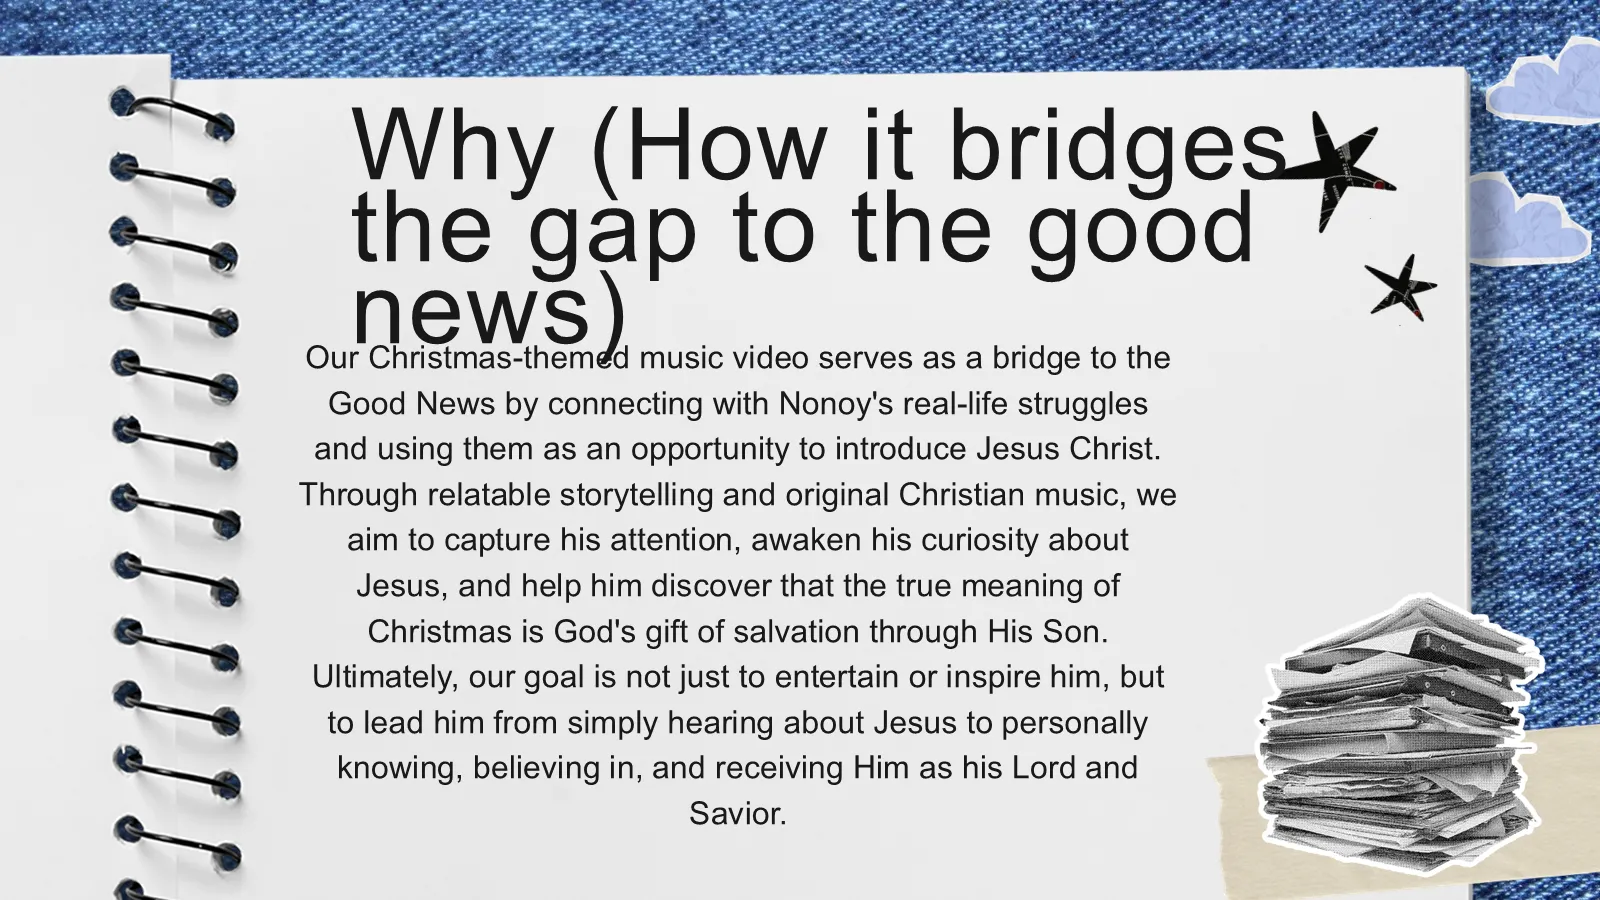 Why (How it bridges
the gap to the good
news)
Our Christmas-themed music video serves as a bridge to the
Good News by connecting with Nonoy's real-life struggles
and using them as an opportunity to introduce Jesus Christ.
Through relatable storytelling and original Christian music, we
aim to capture his attention, awaken his curiosity about
Jesus, and help him discover that the true meaning of
Christmas is God's gift of salvation through His Son.
Ultimately, our goal is not just to entertain or inspire him, but
to lead him from simply hearing about Jesus to personally
knowing, believing in, and receiving Him as his Lord and
Savior.